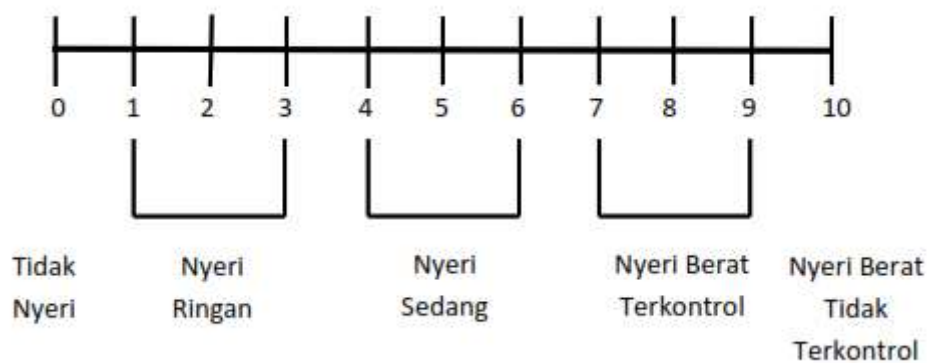 0 1 2 3 4 5 6 7 8 9 10
Tidak
Nyeri
Nyeri
Ringan
Nyeri
Sedang
Nyeri Berat
Terkontrol
Nyeri Berat
Tidak
Terkontrol